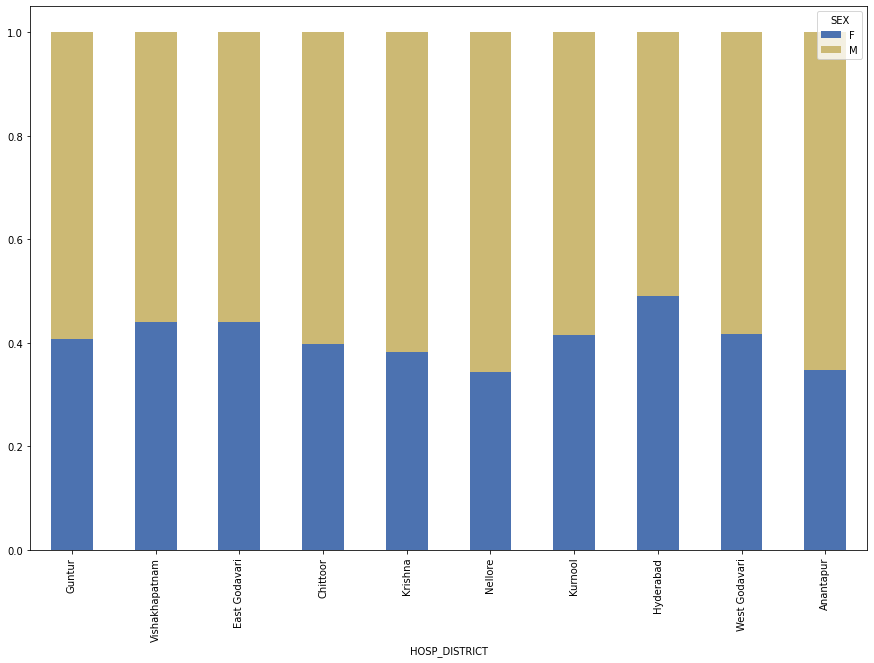 SEX
F
M
1.0
0.8
0.6
0.4
0.2
0.0
Guntur
Vishakhapatnam
East Godavari
Chittoor
Krishna
Nellore
Kurnool
Hyderabad
West Godavari
Anantapur
HOSP_DISTRICT